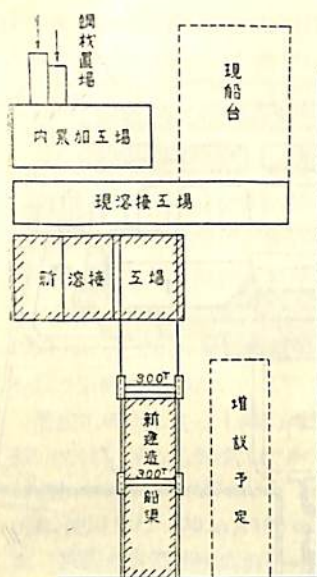 鋼材置場
現船台
内業加工場
現溶接工場
新溶接工場
300T
新建造船渠
300T
増設予定